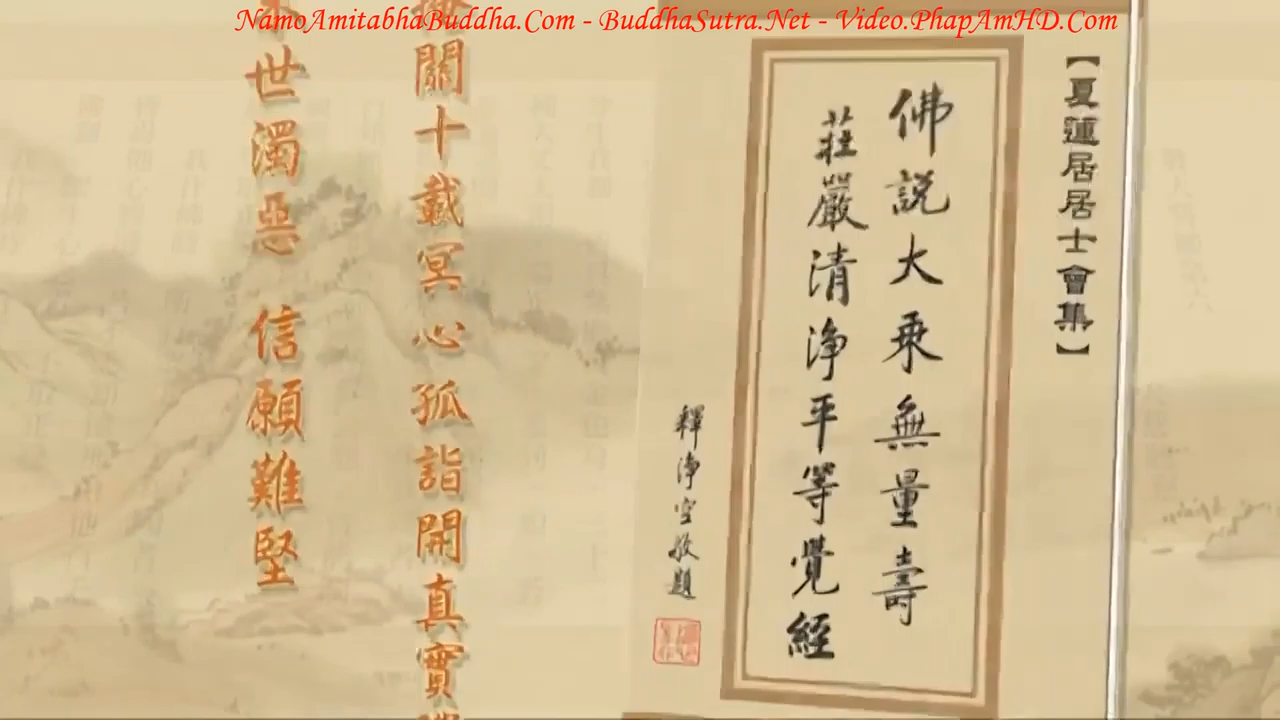 NamoAmitabhaBuddha.Com - BuddhaSutra.Net - Video.PhapAmHD.Com
【夏蓮居居士會集】
佛説大乘無量壽
莊嚴清淨平等覺經
釋淨空敬題
關十載冥心孤詣開真實
世濁惡 信願難堅